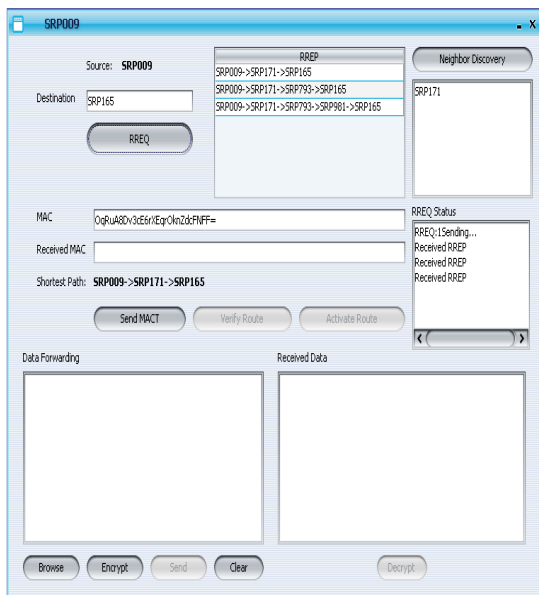 SRP009
Source: SRP009
Destination SRP165
RREQ
RREP
SRP009->SRP171->SRP165
SRP009->SRP171->SRP793->SRP165
SRP009->SRP171->SRP793->SRP981->SRP165
Neighbor Discovery
SRP171
MAC OqRuA8Dv3cE6rXEqrOknZdcFNFF=
Received MAC
Shortest Path: SRP009->SRP171->SRP165
Send MACT Verify Route Activate Route
RREQ Status
RREQ:1Sending...
Received RREP
Received RREP
Received RREP
Data Forwarding
Received Data
Browse Encrypt Send Clear Decrypt